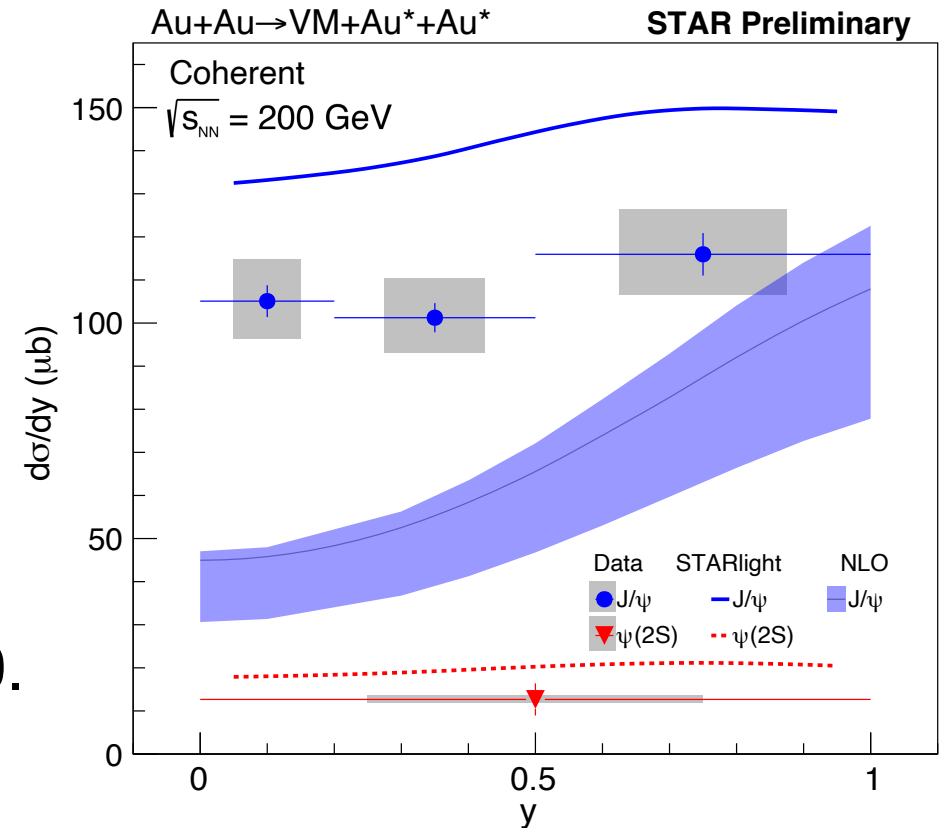 Au+Au→VM+Au*+Au* STAR Preliminary
Coherent
√s_NN = 200 GeV
150
100
50
0
dσ/dy (μb)
Data STARlight NLO
J/ψ J/ψ J/ψ
ψ(2S) ψ(2S)
0 0.5 1
y
).